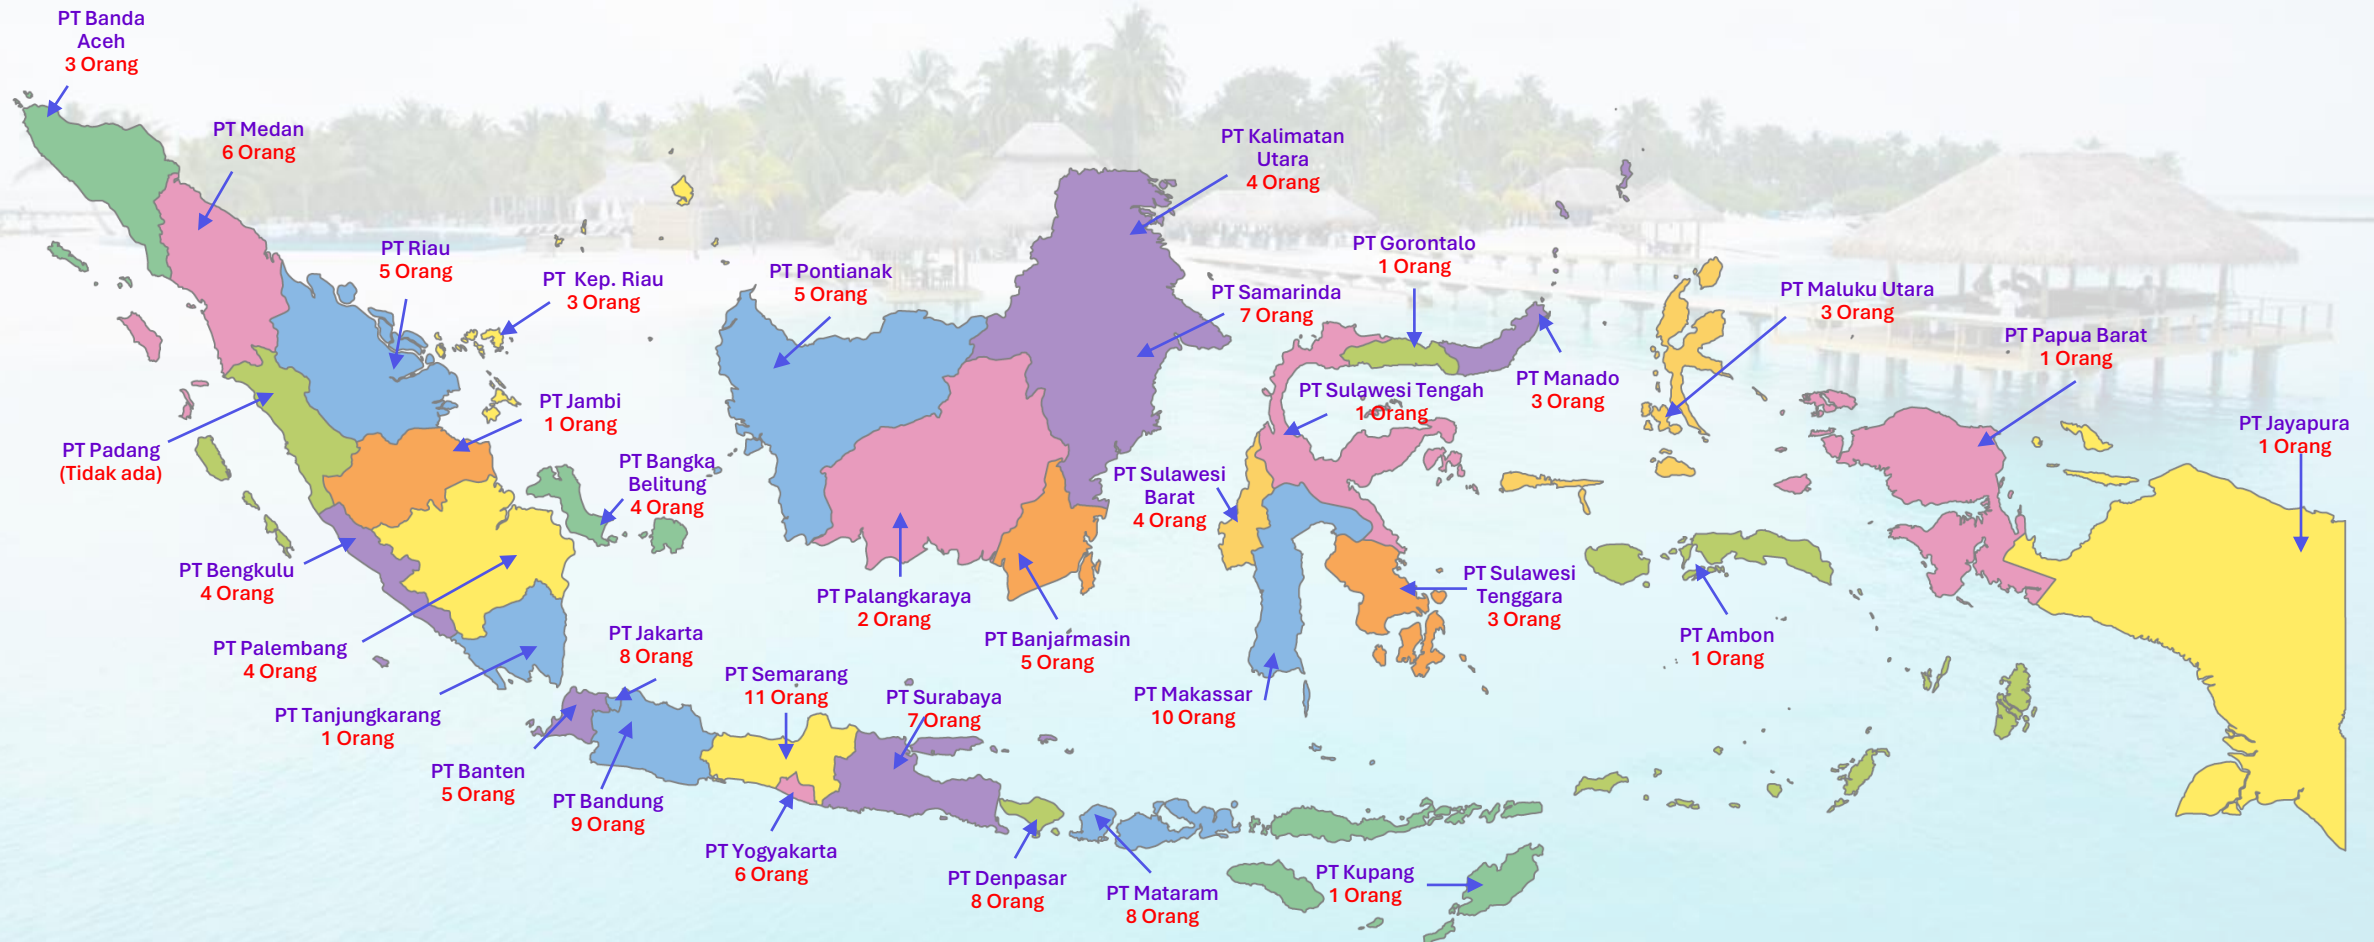 PT Banda
Aceh
3 Orang
PT Medan
6 Orang
PT Riau
5 Orang
PT Kep. Riau
3 Orang
PT Jambi
1 Orang
PT Padang
(Tidak ada)
PT Bangka
Belitung
4 Orang
PT Bengkulu
4 Orang
PT Palembang
4 Orang
PT Tanjungkarang
1 Orang
PT Banten
5 Orang
PT Jakarta
8 Orang
PT Bandung
9 Orang
PT Semarang
11 Orang
PT Yogyakarta
6 Orang
PT Surabaya
7 Orang
PT Denpasar
8 Orang
PT Mataram
8 Orang
PT Kupang
1 Orang
PT Pontianak
5 Orang
PT Palangkaraya
2 Orang
PT Banjarmasin
5 Orang
PT Kalimatan
Utara
4 Orang
PT Samarinda
7 Orang
PT Gorontalo
1 Orang
PT Manado
3 Orang
PT Sulawesi Tengah
1 Orang
PT Sulawesi
Barat
4 Orang
PT Sulawesi
Tenggara
3 Orang
PT Makassar
10 Orang
PT Maluku Utara
3 Orang
PT Ambon
1 Orang
PT Papua Barat
1 Orang
PT Jayapura
1 Orang